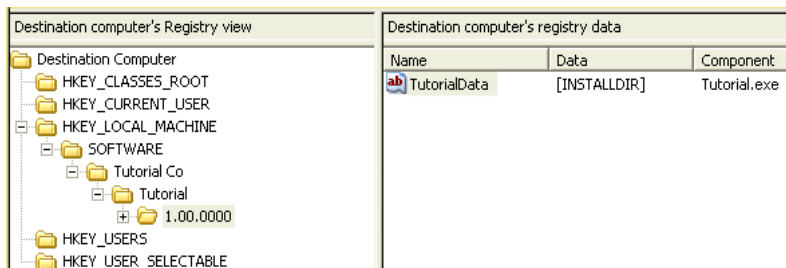 Destination computer's Registry view
Destination Computer
HKEY_CLASSES_ROOT
HKEY_CURRENT_USER
HKEY_LOCAL_MACHINE
SOFTWARE
Tutorial Co
Tutorial
1.00.0000
HKEY_USERS
HKEY_USER_SELECTABLE
Destination computer's registry data
Name Data Component
ab TutorialData [INSTALLDIR] Tutorial.exe